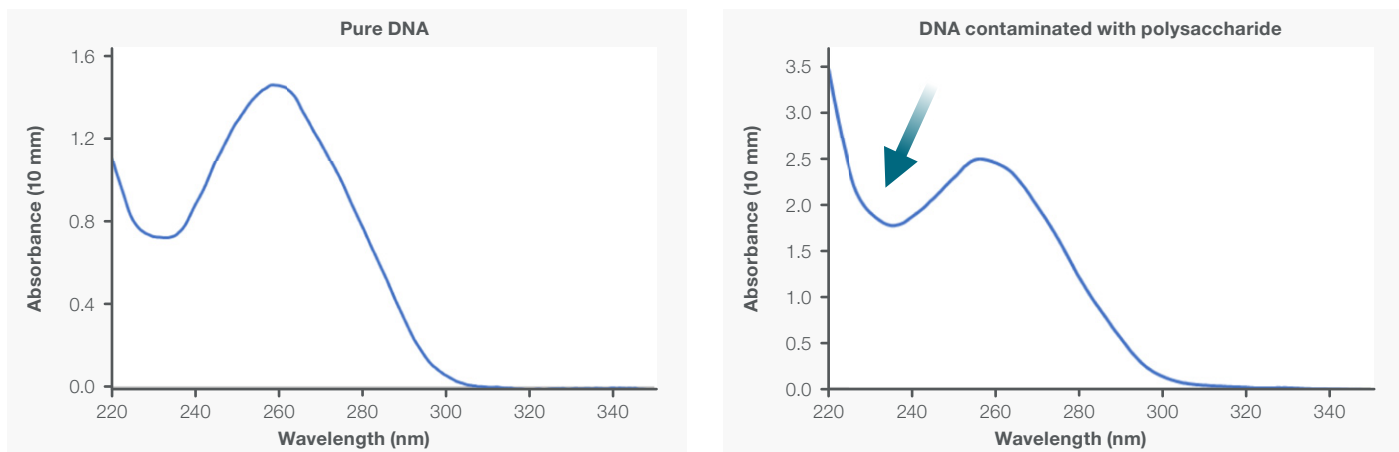 Pure DNA
1.6
1.2
0.8
0.4
0.0
Absorbance (10 mm)
220 240 260 280 300 320 340
Wavelength (nm)
DNA contaminated with polysaccharide
3.5
3.0
2.5
2.0
1.5
1.0
0.5
0.0
Absorbance (10 mm)
220 240 260 280 300 320 340
Wavelength (nm)